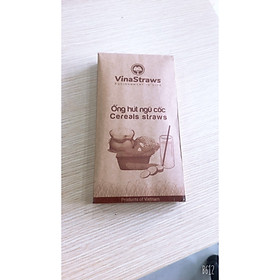 VinaStraws
Ống hút ngũ cốc
Cereals straws
Products of Vietnam